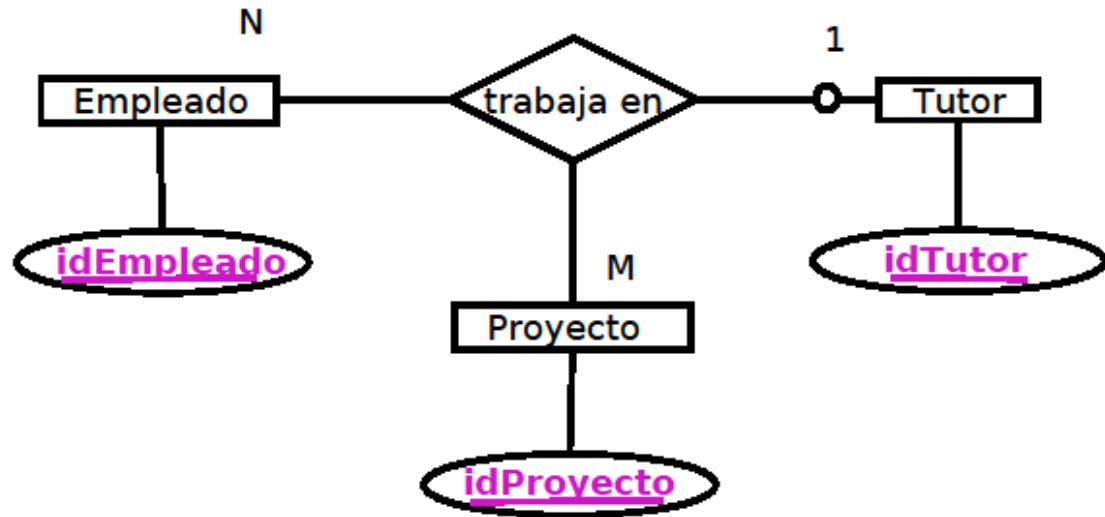 N
1
Empleado
trabaja en
Tutor
idEmpleado
idTutor
M
Proyecto
idProyecto